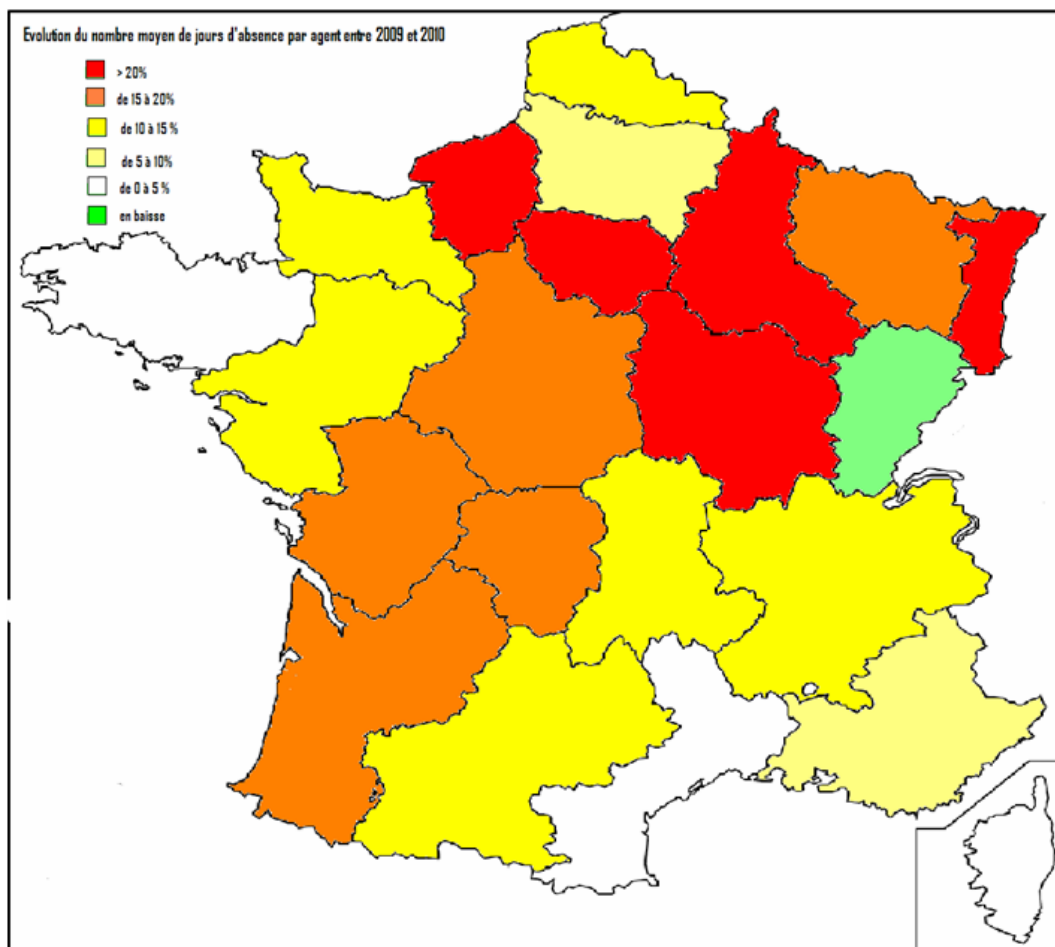 Evolution du nombre moyen de jours d'absence par agent entre 2009 et 2010
> 20%
de 15 à 20%
de 10 à 15 %
de 5 à 10%
de 0 à 5 %
en baisse